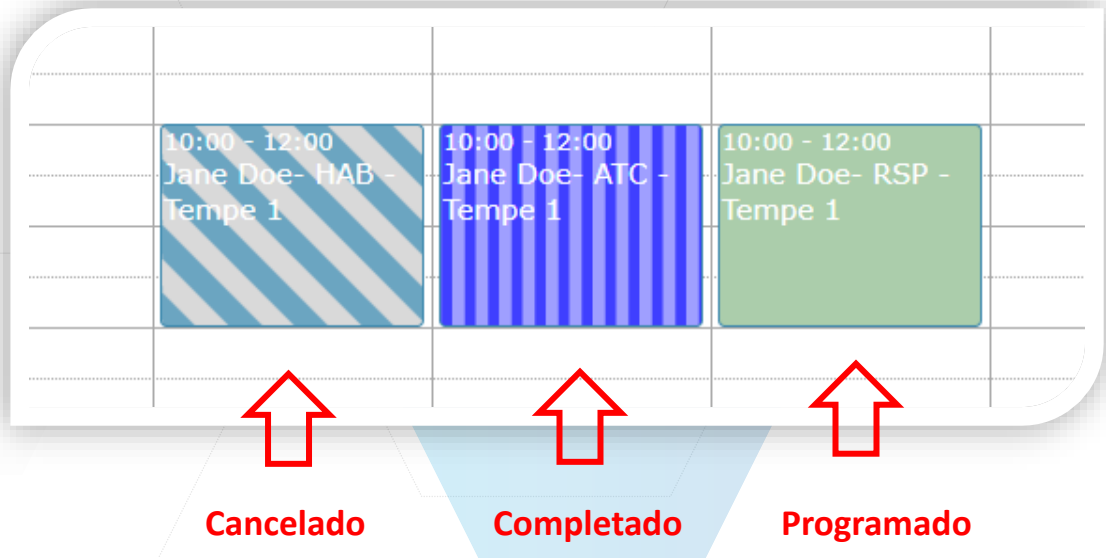 10:00 - 12:00
Jane Doe- HAB -
Tempe 1
10:00 - 12:00
Jane Doe- ATC -
Tempe 1
10:00 - 12:00
Jane Doe- RSP -
Tempe 1
Cancelado
Completado
Programado